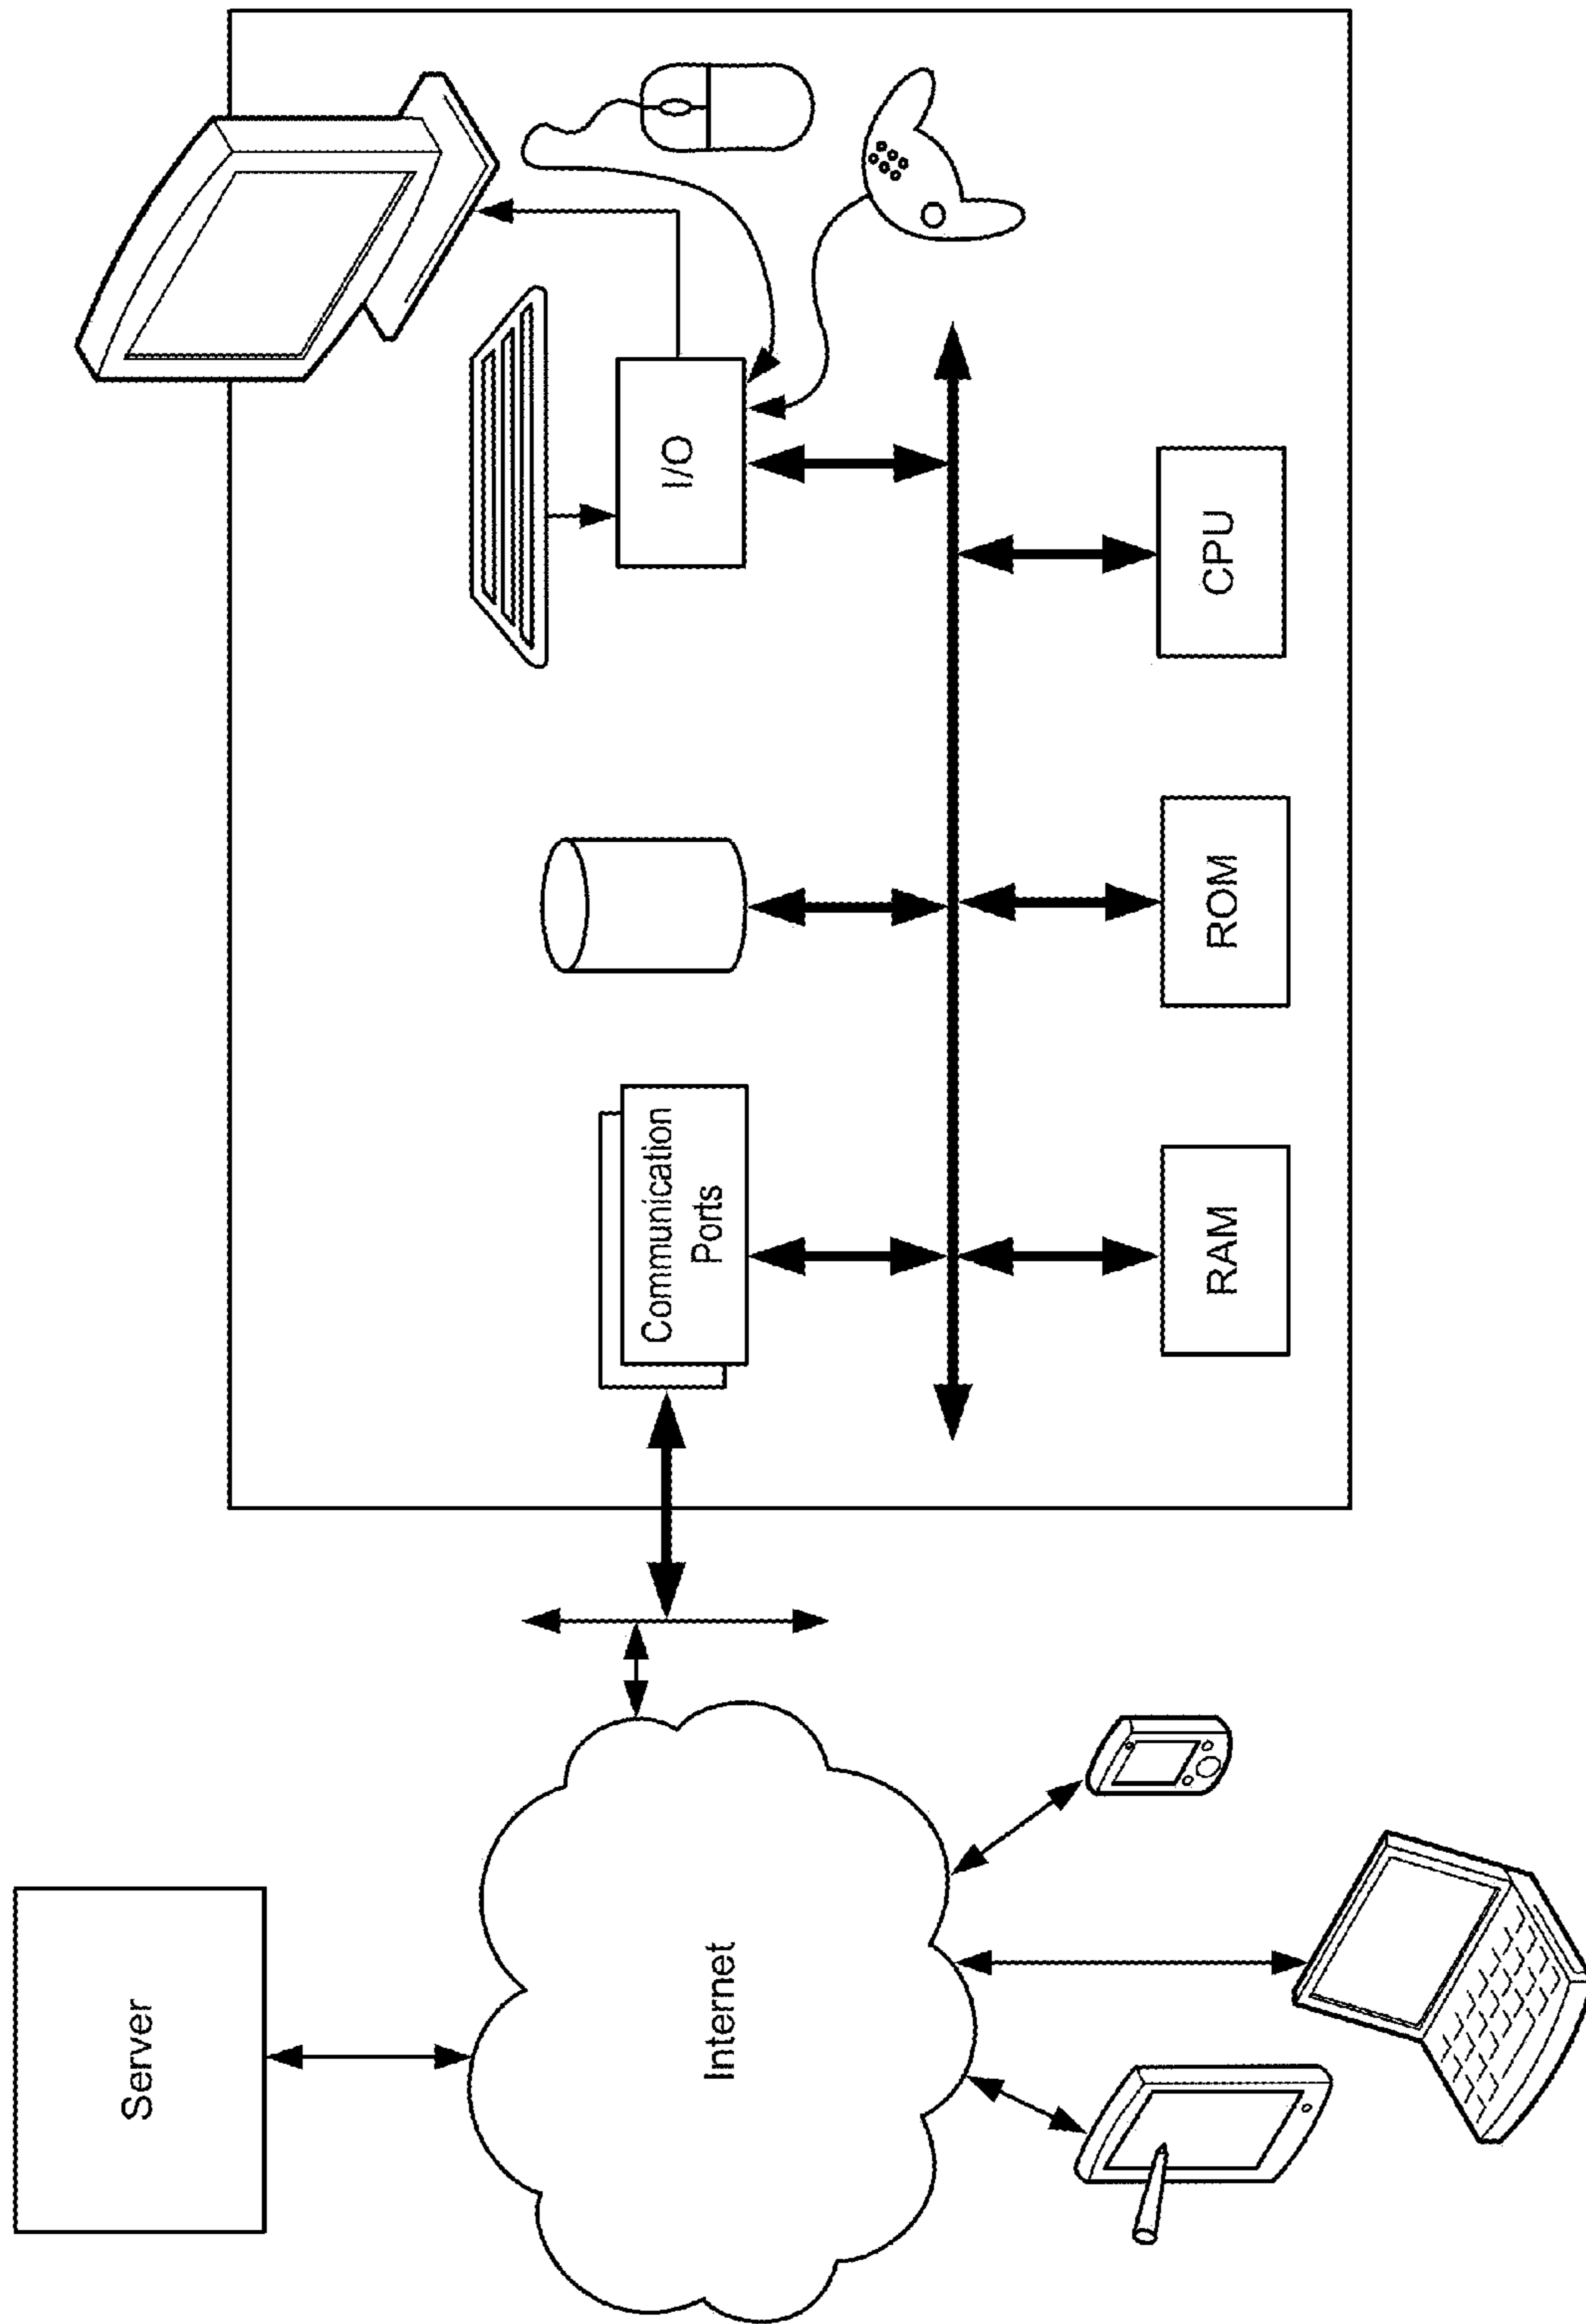 Server
Internet
Communication
Ports
I/O
RAM
ROM
CPU